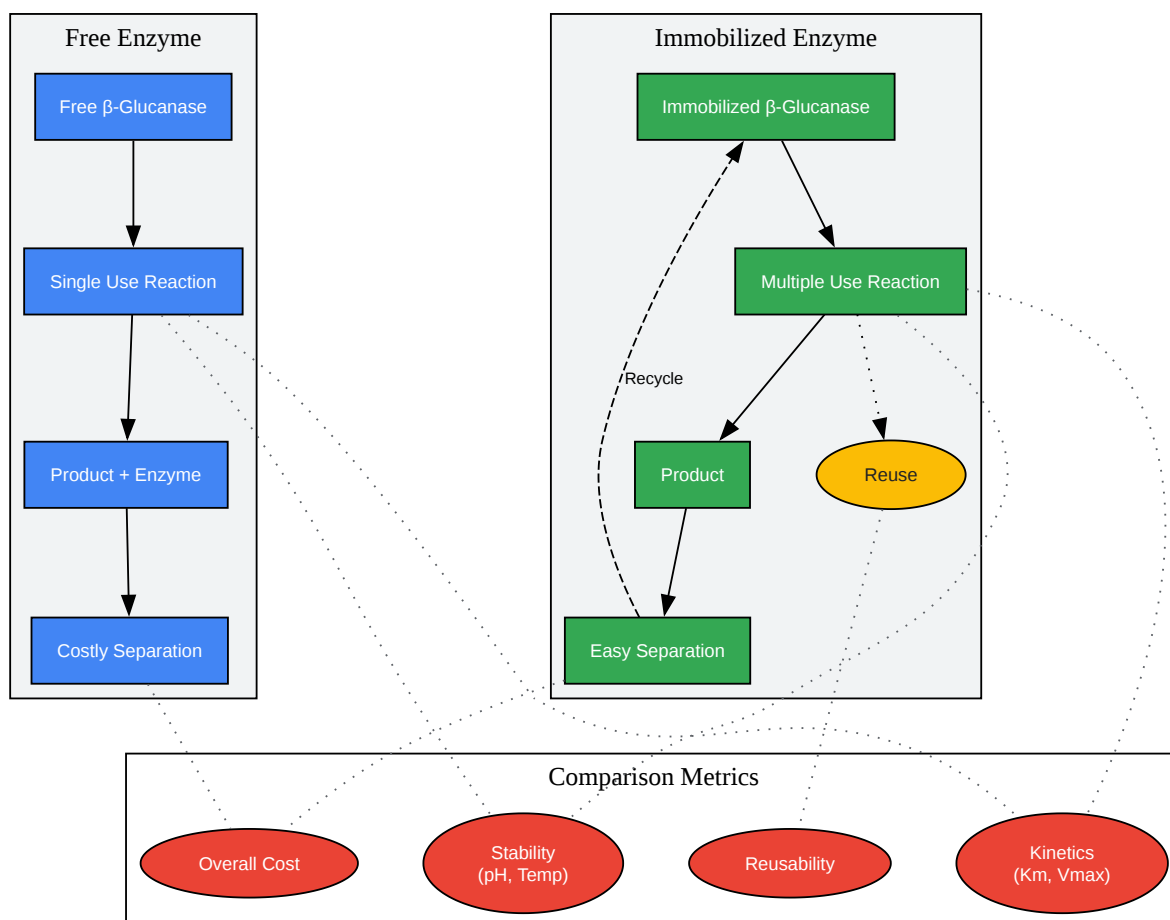 Free Enzyme
Free β-Glucanase
Single Use Reaction
Product + Enzyme
Costly Separation
Immobilized Enzyme
Immobilized β-Glucanase
Multiple Use Reaction
Recycle
Product
Reuse
Easy Separation
Comparison Metrics
Overall Cost
Stability
(pH, Temp)
Reusability
Kinetics
(Km, Vmax)